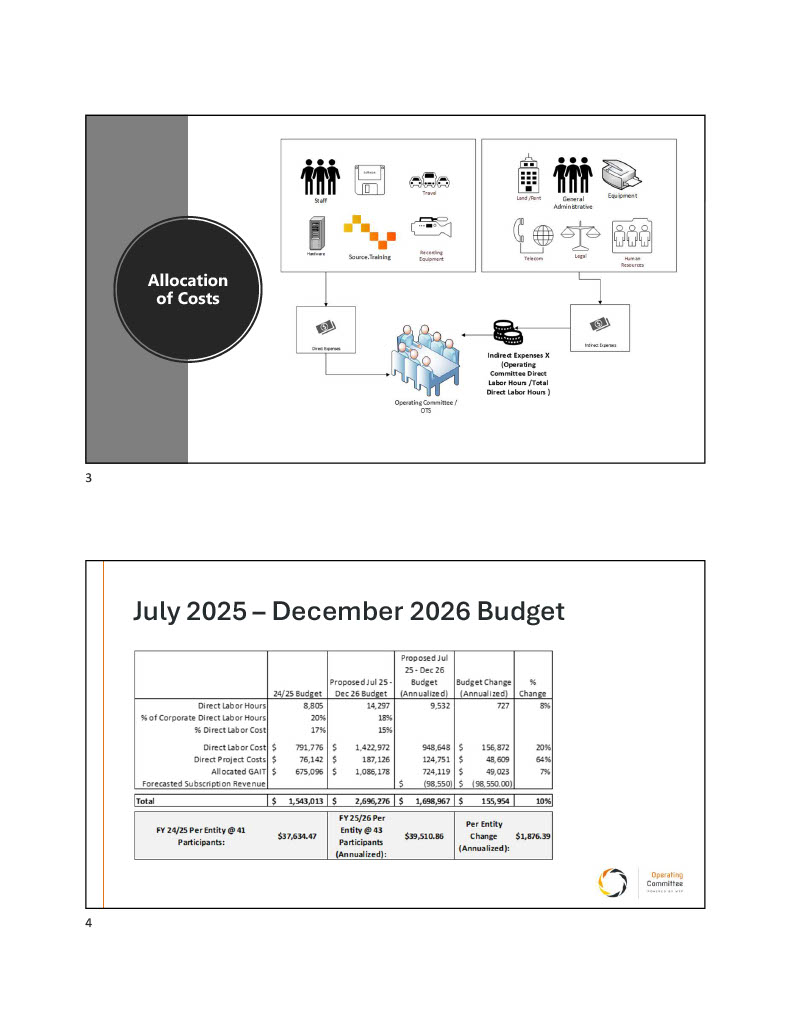 Allocation
of Costs
Staff
Software
Travel
Hardware
Source.Training
Recording
Equipment
Land /Rent
General
Administrative
Equipment
Telecom
Legal
Human
Resources
Direct Expenses
Indirect Expenses
Operating Committee /
OTS
Indirect Expenses X
(Operating
Committee Direct
Labor Hours /Total
Direct Labor Hours )
3
July 2025 – December 2026 Budget
24/25 Budget Proposed Jul 25 - Dec 26 Budget Proposed Jul 25 - Dec 26 Budget (Annualized) Budget Change (Annualized) % Change
Direct Labor Hours 8,805 14,297 9,532 727 8%
% of Corporate Direct Labor Hours 20% 18%
% Direct Labor Cost 17% 15%
Direct Labor Cost $ 791,776 $ 1,422,972 948,648 $ 156,872 20%
Direct Project Costs $ 76,142 $ 187,126 124,751 $ 48,609 64%
Allocated GAIT $ 675,096 $ 1,086,178 724,119 $ 49,023 7%
Forecasted Subscription Revenue $ (98,550) $ (98,550.00)
Total $ 1,543,013 $ 2,696,276 $ 1,698,967 $ 155,954 10%
FY 24/25 Per Entity @ 41 Participants: $37,634.47 FY 25/26 Per Entity @ 43 Participants (Annualized): $39,510.86 Per Entity Change (Annualized): $1,876.39
Operating
Committee
4